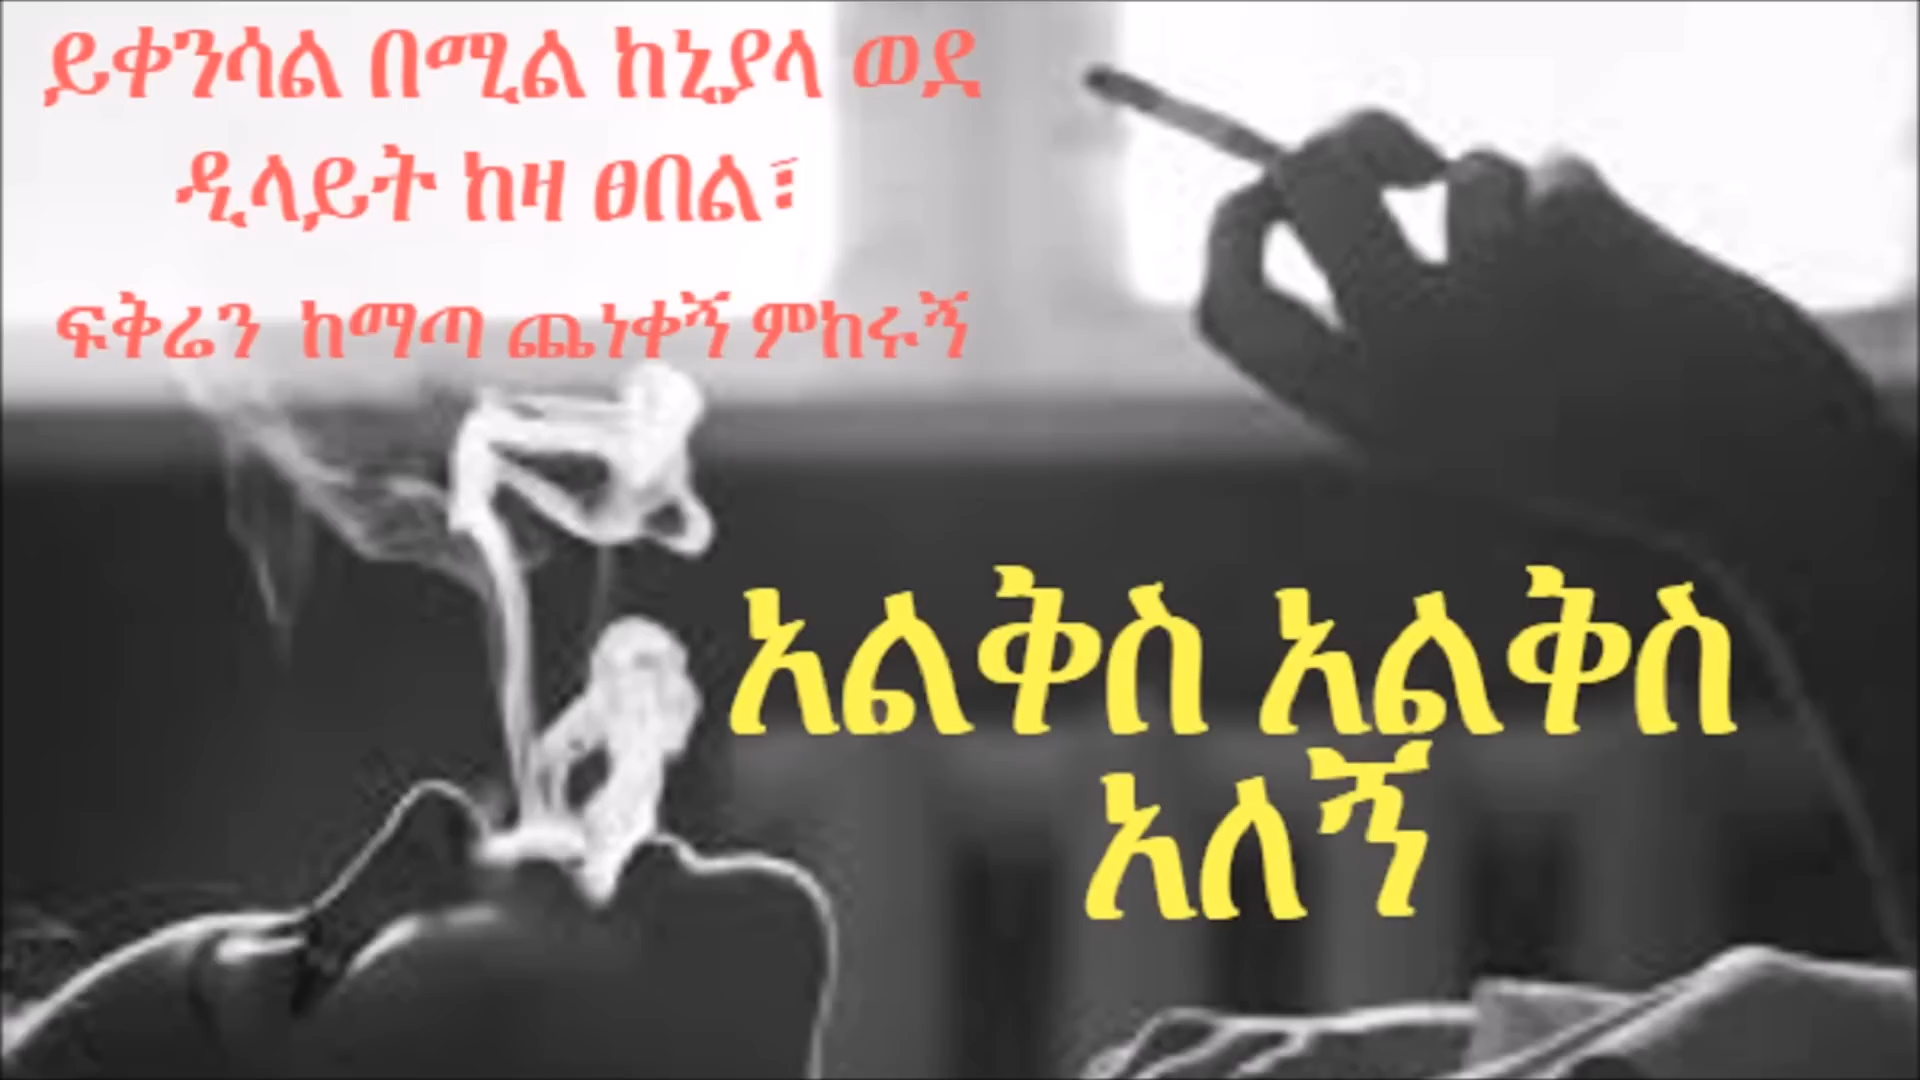 ይቀንሳል በሚል ከኒያላ ወደ
ዲላይት ከዛ ፀበል፣
ፍቅሬን ከማጣ ጨነቀኝ ምከሩኝ
አልቅስ አልቅስ
አለኝ